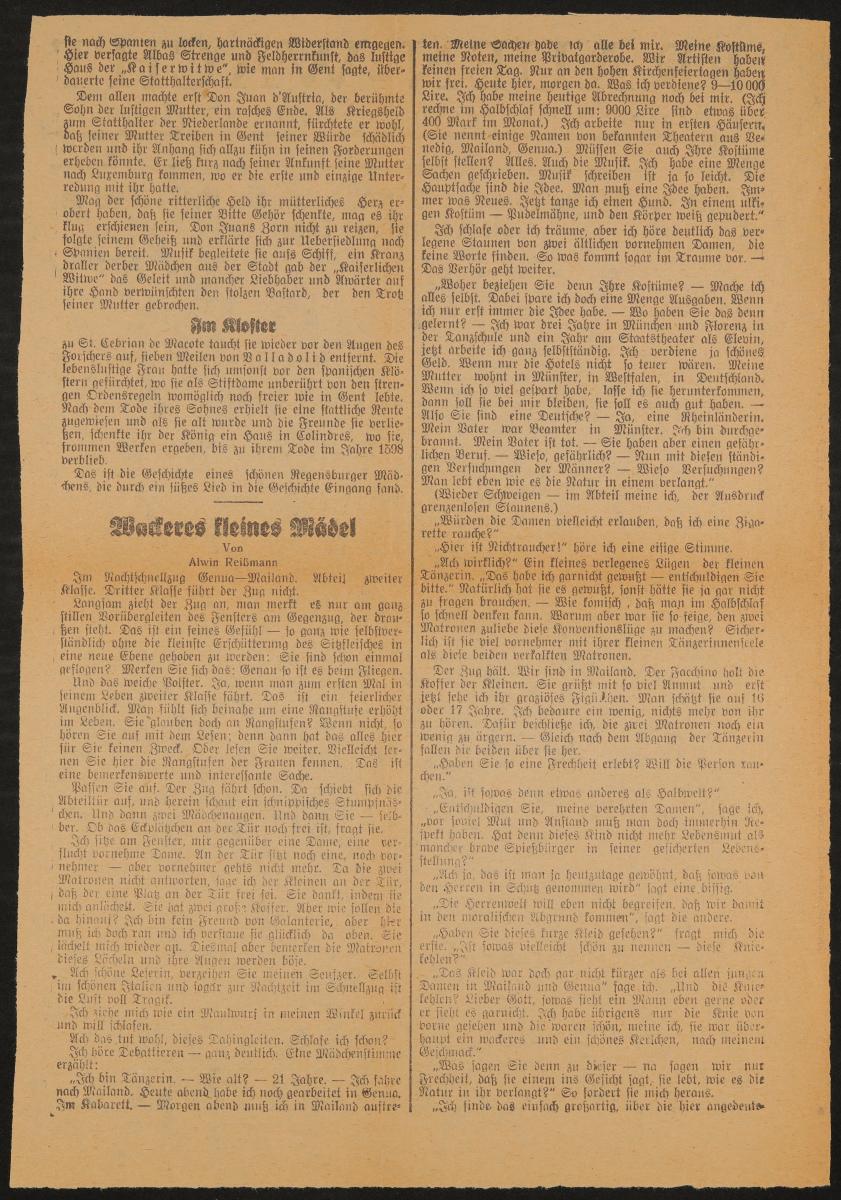 sie nach Spanien zu locken, hartnäckigen Widerstand entgegen.
Hier versagte Albas Strenge und Feldherrnkunst, das lustige
Haus der „Kaiserwitwe“, wie man in Gent sagte, über-
dauerte seine Statthalterschaft.
Dem allen machte erst Don Juan d'Austria, der berühmte
Sohn der lustigen Mutter, ein rasches Ende. Als Kriegsheld
zum Statthalter der Niederlande ernannt, fürchtete er wohl,
daß seiner Mutter Treiben in Gent seiner Würde schädlich
werden und ihr Anhang sich allzu kühn in seinen Forderungen
erheben könnte. Er ließ kurz nach seiner Ankunft seine Mutter
nach Luxemburg kommen, wo er die erste und einzige Unter-
redung mit ihr hatte.
Mag der schöne ritterliche Held ihr mütterliches Herz er-
obert haben, daß sie seiner Bitte Gehör schenkte, mag es ihr
klug erschienen sein, Don Juans Zorn nicht zu reizen, sie
folgte seinem Geheiß und erklärte sich zur Uebersiedlung nach
Spanien bereit. Musik begleitete sie aufs Schiff, ein Kranz
draller derber Mädchen aus der Stadt gab der „Kaiserlichen
Witwe“ das Geleit und mancher Liebhaber und Anwärter auf
ihre Hand verwünschten den stolzen Bastard, der den Trotz
seiner Mutter gebrochen.
Im Kloster
zu St. Cebrian de Macote taucht sie wieder vor den Augen des
Forschers auf, sieben Meilen von Valladolid entfernt. Die
lebenslustige Frau hatte sich umsonst vor den spanischen Klö-
stern gefürchtet, wo sie als Stiftdame unberührt von den stren-
gen Ordensregeln womöglich noch freier wie in Gent lebte.
Nach dem Tode ihres Sohnes erhielt sie eine stattliche Rente
zugewiesen und als sie alt wurde und die Freunde sie verlie-
ßen, schenkte ihr der König ein Haus in Colindres, wo sie,
frommen Werken ergeben, bis zu ihrem Tode im Jahre 1598
verblieb.
Das ist die Geschichte eines schönen Regensburger Mäd-
chens, die durch ein süßes Lied in die Geschichte Eingang fand.
Wackeres kleines Mädel
Von
Alwin Reißmann
Im Nachtschnellzug Genua—Mailand. Abteil zweiter
Klasse. Dritter Klasse führt der Zug nicht.
Langsam zieht der Zug an, man merkt es nur am ganz
stillen Vorübergleiten des Fensters am Gegenzug, der drau-
ßen steht. Das ist ein feines Gefühl — so ganz wie selbstver-
ständlich ohne die kleinste Erschütterung des Sitzfleisches in
eine neue Ebene gehoben zu werden: Sie sind schon einmal
geflogen? Merken Sie sich das: Genau so ist es beim Fliegen.
Und das weiche Polster. Ja, wenn man zum ersten Mal in
seinem Leben zweiter Klasse fährt. Das ist ein feierlicher
Augenblick. Man fühlt sich beinahe um eine Rangstufe erhöht
im Leben. Sie glauben doch an Rangstufen? Wenn nicht, so
hören Sie auf mit dem Lesen; denn dann hat das alles hier
für Sie keinen Zweck. Oder lesen Sie weiter. Vielleicht ler-
nen Sie hier die Rangstufen der Frauen kennen. Das ist
eine bemerkenswerte und interessante Sache.
Passen Sie auf. Der Zug fährt schon. Da schiebt sich die
Abteiltür auf, und herein schaut ein schnippisches Stumpfnäs-
chen. Und dann zwei Mädchenaugen. Und dann Sie — selb-
ber. Ob das Eckplätzchen an der Tür noch frei ist, fragt sie.
Ich sitze am Fenster, mir gegenüber eine Dame, eine ver-
flucht vornehme Dame. An der Tür sitzt noch eine, noch vor-
nehmer — aber vornehmer gehts nicht mehr. Da die zwei
Matronen nicht antworten, sage ich der Kleinen an der Tür,
daß der eine Platz an der Tür frei sei. Sie dankt, indem sie
mich anlächelt. Sie hat zwei große Koffer. Aber wie sollen die
da hinauf? Ich bin kein Freund von Galanterie, aber hier
muß ich doch ran und ich verstaue sie glücklich da oben. Sie
lächelt mich wieder an. Diesmal aber bemerken die Matronen
dieses Lächeln und ihre Augen werden böse.
Ach schöne Leserin, verzeihen Sie meinen Seufzer. Selbst
im schönen Italien und sogar zur Nachtzeit im Schnellzug ist
die Luft voll Tragik.
Ich ziehe mich wie ein Maulwurf in meinen Winkel zurück
und will schlafen.
Ach das tut wohl, dieses Dahingleiten. Schlafe ich schon?
Ich höre Debattieren — ganz deutlich. Eine Mädchenstimme
erzählt:
„Ich bin Tänzerin. — Wie alt? — 21 Jahre. — Ich fahre
nach Mailand. Heute abend habe ich noch gearbeitet in Genua.
Im Kabarett. — Morgen abend muß ich in Mailand auftre-
ten. Meine Sachen habe ich alle bei mir. Meine Kostüme,
meine Noten, meine Privatgarderobe. Wir Artisten haben
keinen freien Tag. Nur an den hohen Kirchenfeiertagen haben
wir frei. Heute hier, morgen da. Was ich verdiene? 9—10 000
Lire. Ich habe meine heutige Abrechnung noch bei mir. (Ich
rechne im Halbschlaf schnell um: 9000 Lire sind etwas über
400 Mark im Monat.) Ich arbeite nur in ersten Häusern.
(Sie nennt einige Namen von bekannten Theatern aus Ve-
nedig, Mailand, Genua.) Müssen Sie auch Ihre Kostüme
selbst stellen? Alles. Auch die Musik. Ich habe eine Menge
Sachen geschrieben. Musik schreiben ist ja so leicht. Die
Hauptsache sind die Idee. Man muß eine Idee haben. Im-
mer was Neues. Jetzt tanze ich einen Hund. In einem ulki-
gen Kostüm — Pudelmähne, und den Körper weiß gepudert.“
Ich schlafe oder ich träume, aber ich höre deutlich das ver-
legene Staunen von zwei ältlichen vornehmen Damen, die
keine Worte finden. So was kommt sogar im Traume vor. —
Das Verhör geht weiter.
„Woher beziehen Sie denn Ihre Kostüme? — Mache ich
alles selbst. Dabei spare ich doch eine Menge Ausgaben. Wenn
ich nur erst immer die Idee habe. — Wo haben Sie das denn
gelernt? — Ich war drei Jahre in München und Florenz in
der Tanzschule und ein Jahr am Staatstheater als Elevin,
jetzt arbeite ich ganz selbstständig. Ich verdiene ja schönes
Geld. Wenn nur die Hotels nicht so teuer wären. Meine
Mutter wohnt in Münster, in Westfalen, in Deutschland.
Wenn ich so viel gespart habe, lasse ich sie herunterkommen,
dann soll sie bei mir bleiben, sie soll es auch gut haben. —
Also Sie sind eine Deutsche? — Ja, eine Rheinländerin.
Mein Vater war Beamter in Münster. Ich bin durchge-
brannt. Mein Vater ist tot. — Sie haben aber einen gefähr-
lichen Beruf. — Wieso, gefährlich? — Nun mit diesen ständi-
gen Versuchungen der Männer? — Wieso Versuchungen?
Man lebt eben wie es die Natur in einem verlangt.“
(Wieder Schweigen — im Abteil meine ich, der Ausdruck
grenzenlosen Staunens.)
„Würden die Damen vielleicht erlauben, daß ich eine Ziga-
rette rauche?“
„Hier ist Nichtraucher!“ höre ich eine eisige Stimme.
„Ach wirklich?“ Ein kleines verlegenes Lügen der kleinen
Tänzerin. „Das habe ich garnicht gewußt — entschuldigen Sie
bitte.“ Natürlich hat sie es gewußt, sonst hätte sie ja gar nicht
zu fragen brauchen. — Wie komisch, daß man im Halbschlaf
so schnell denken kann. Warum aber war sie so feige, den zwei
Matronen zuliebe diese Konventionslüge zu machen? Sicher-
lich ist sie viel vornehmer mit ihrer kleinen Tänzerinnenseele
als diese beiden verkalkten Matronen.
Der Zug hält. Wir sind in Mailand. Der Facchino holt die
Koffer der Kleinen. Sie grüßt mit so viel Anmut und erst
jetzt sehe ich ihr graziöses Figürchen. Man schätzt sie auf 16
oder 17 Jahre. Ich bedaure ein wenig, nichts mehr von ihr
zu hören. Dafür beschließe ich, die zwei Matronen noch ein
wenig zu ärgern. — Gleich nach dem Abgang der Tänzerin
fallen die beiden über sie her.
„Haben Sie so eine Frechheit erlebt? Will die Person rau-
chen.“
„Ja, ist sowas denn etwas anderes als Halbwelt?“
„Entschuldigen Sie, meine verehrten Damen“, sage ich,
„vor soviel Mut und Anstand muß man doch immerhin Re-
spekt haben. Hat denn dieses Kind nicht mehr Lebensmut als
mancher brave Spießbürger in seiner gesicherten Lebens-
stellung?“
„Ach ja, das ist man ja heutzutage gewöhnt, daß sowas von
den Herren in Schutz genommen wird“ sagt eine bissig.
„Die Herrenwelt will eben nicht begreifen, daß wir damit
in den moralischen Abgrund kommen“, sagt die andere.
„Haben Sie dieses kurze Kleid gesehen?“ fragt mich die
erste. „Ist sowas vielleicht schön zu nennen — diese Knie-
kehlen?“
„Das Kleid war doch gar nicht kürzer als bei allen jungen
Damen in Mailand und Genua“ sage ich. „Und die Knie-
kehlen? Lieber Gott, sowas sieht ein Mann eben gerne oder
er sieht es garnicht. Ich habe übrigens nur die Knie von
vorne gesehen und die waren schön, meine ich, sie war über-
haupt ein wackeres und ein schönes Kerlchen, nach meinem
Geschmack.“
„Was sagen Sie denn zu dieser — na sagen wir nur
Frechheit, daß sie einem ins Gesicht sagt, sie lebt, wie es die
Natur in ihr verlangt?“ So fordert sie mich heraus.
„Ich finde das einfach großartig, über die hier angedeute-